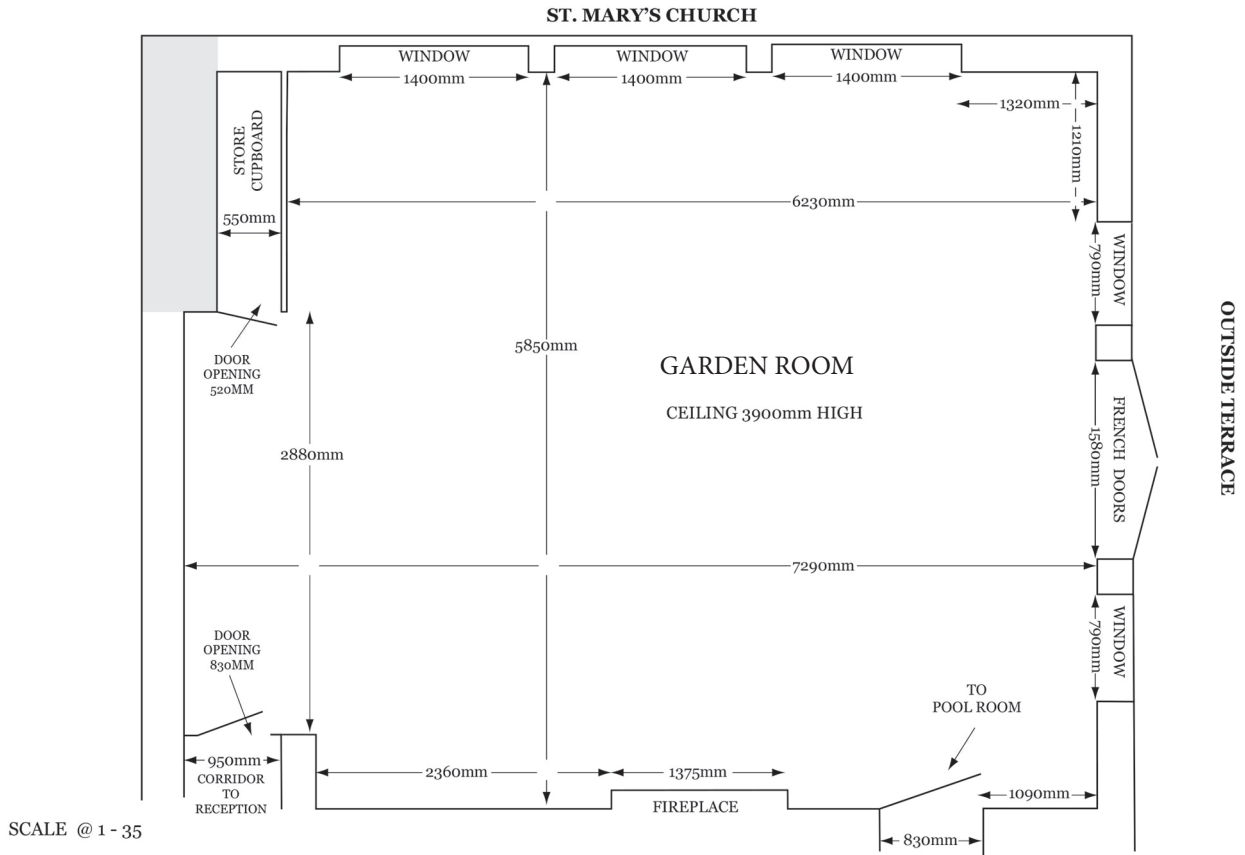 ST. MARY’S CHURCH
WINDOW
1400mm
WINDOW
1400mm
WINDOW
1400mm
1320mm
1210mm
STORE
CUPBOARD
550mm
6230mm
790mm
WINDOW
DOOR
OPENING
520MM
5850mm
GARDEN ROOM
CEILING 3900mm HIGH
2880mm
1580mm
FRENCH DOORS
OUTSIDE TERRACE
7290mm
DOOR
OPENING
830MM
790mm
WINDOW
TO
POOL ROOM
950mm
CORRIDOR
TO
RECEPTION
2360mm
1375mm
FIREPLACE
1090mm
830mm
SCALE @ 1 - 35